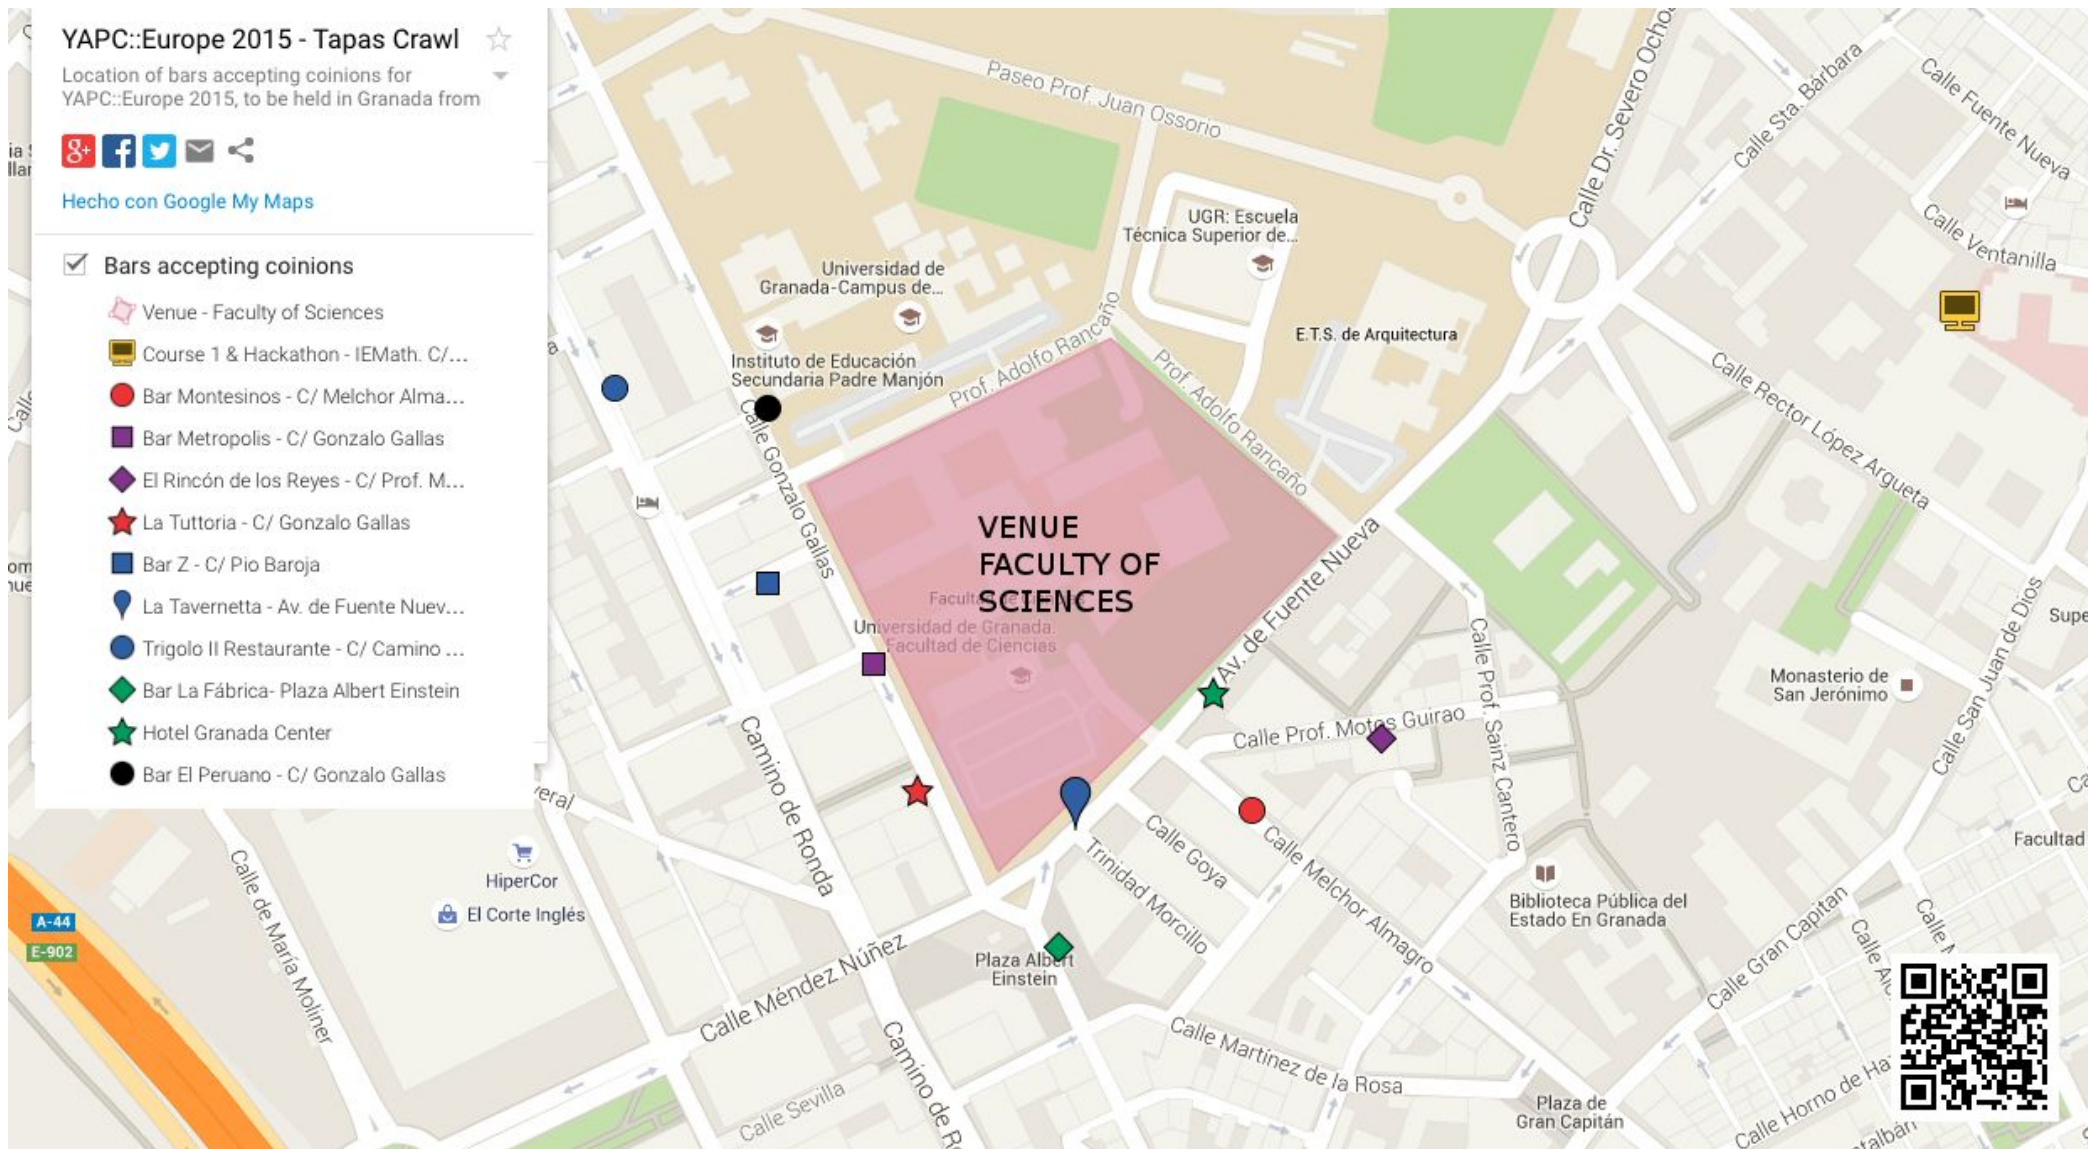 YAPC::Europe 2015 - Tapas Crawl
Location of bars accepting coinions for
YAPC::Europe 2015, to be held in Granada from
Hecho con Google My Maps
Bars accepting coinions
Venue - Faculty of Sciences
Course 1 & Hackathon - IEMath. C/...
Bar Montesinos - C/ Melchor Alma...
Bar Metropolis - C/ Gonzalo Gallas
El Rincón de los Reyes - C/ Prof. M...
La Tuttoria - C/ Gonzalo Gallas
Bar Z - C/ Pio Baroja
La Tavernetta - Av. de Fuente Nuev...
Trigolo II Restaurante - C/ Camino ...
Bar La Fábrica- Plaza Albert Einstein
Hotel Granada Center
Bar El Peruano - C/ Gonzalo Gallas
Paseo Prof. Juan Ossorio
Calle Dr. Severo Ochoa
Calle Sta. Bárbara
Calle Fuente Nueva
Calle Ventanilla
UGR: Escuela
Técnica Superior de...
Universidad de
Granada-Campus de...
E.T.S. de Arquitectura
Instituto de Educación
Secundaria Padre Manjón
Prof. Adolfo Rancaño
Prof. Adolfo Rancaño
Calle Rector López Argueta
Calle Gonzalo Gallas
VENUE
FACULTY OF
SCIENCES
Universidad de Granada.
Facultad de Ciencias
Av. de Fuente Nueva
Calle Prof. Sainz Cantero
Calle Prof. Motos Guirao
Monasterio de
San Jerónimo
Calle San Juan de Dios
Supe
Camino de Ronda
Calle Goya
Trinidad Morcillo
Calle Melchor Almagro
Facultad
HiperCor
El Corte Inglés
Biblioteca Pública del
Estado En Granada
A-44
E-902
Calle de María Moliner
Calle Méndez Núñez
Plaza Albert
Einstein
Calle Gran Capitan
Calle A
Calle Martínez de la Rosa
Camino de R
Calle Sevilla
Plaza de
Gran Capitán
Calle Horno de Ha